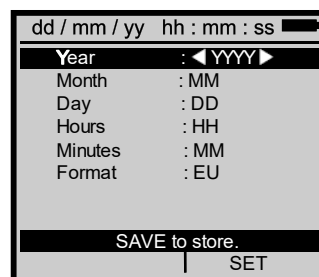 dd / mm / yy hh : mm : ss
Year : ◀ YYYY ▶
Month : MM
Day : DD
Hours : HH
Minutes : MM
Format : EU
SAVE to store.
SET